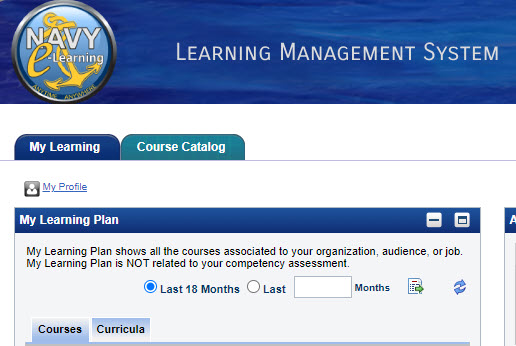 NAVY
e-Learning
ANYTIME ANYWHERE
LEARNING MANAGEMENT SYSTEM
My Learning
Course Catalog
My Profile
My Learning Plan
A
My Learning Plan shows all the courses associated to your organization, audience, or job.
My Learning Plan is NOT related to your competency assessment.
Last 18 Months Last Months
Courses
Curricula